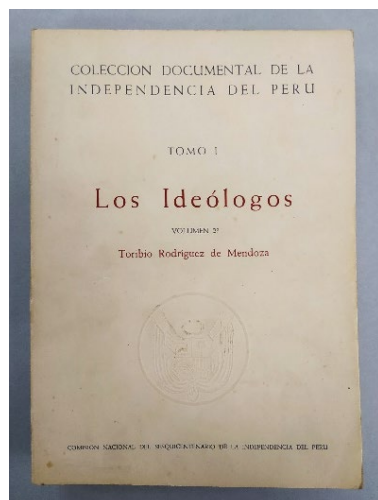 COLECCION DOCUMENTAL DE LA
INDEPENDENCIA DEL PERU
TOMO I
Los Ideólogos
VOLUMEN 2º
Toribio Rodríguez de Mendoza
COMISION NACIONAL DEL SESQUICENTENARIO DE LA INDEPENDENCIA DEL PERU